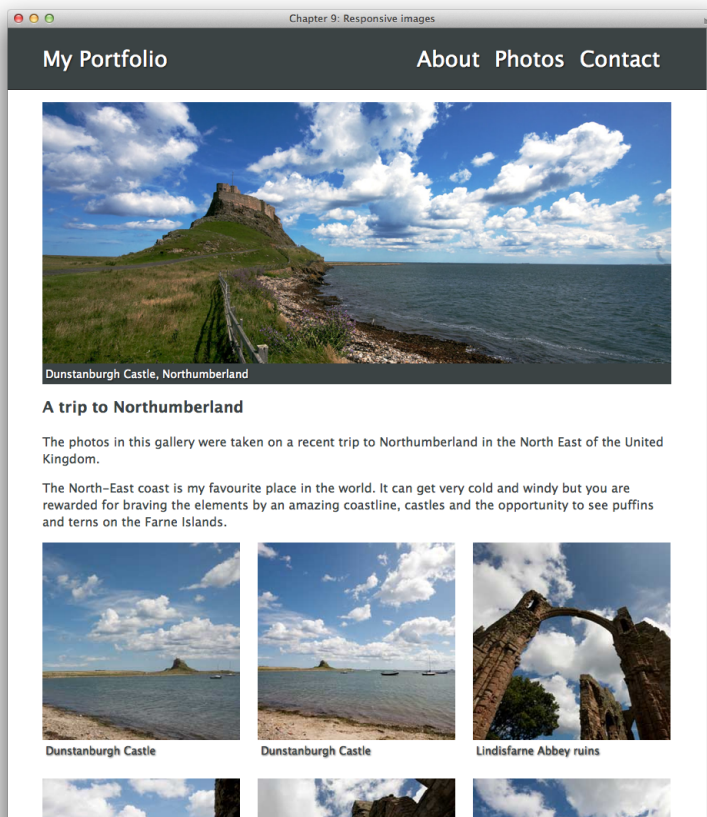 Chapter 9: Responsive images
My Portfolio
About Photos Contact
Dunstanburgh Castle, Northumberland
A trip to Northumberland
The photos in this gallery were taken on a recent trip to Northumberland in the North East of the United
Kingdom.
The North-East coast is my favourite place in the world. It can get very cold and windy but you are
rewarded for braving the elements by an amazing coastline, castles and the opportunity to see puffins
and terns on the Farne Islands.
Dunstanburgh Castle
Dunstanburgh Castle
Lindisfarne Abbey ruins